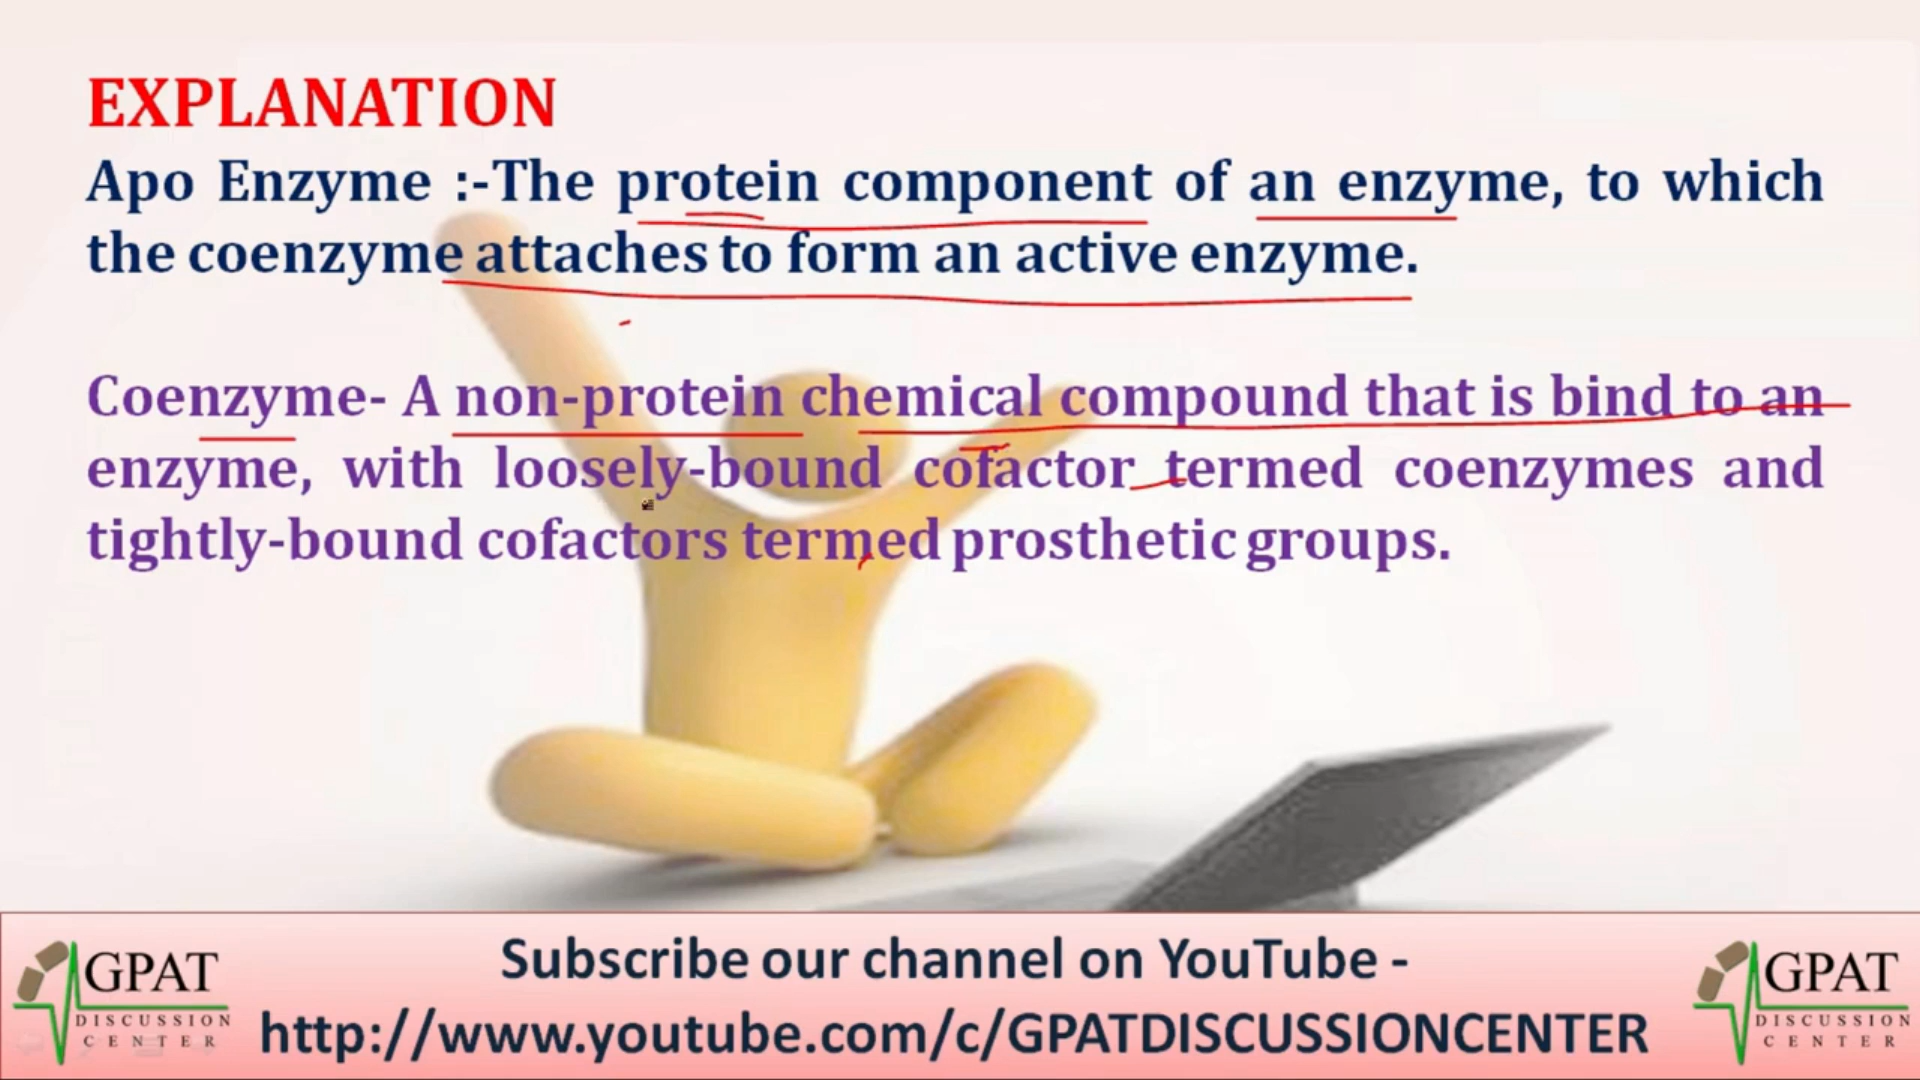 EXPLANATION
Apo Enzyme :-The protein component of an enzyme, to which
the coenzyme attaches to form an active enzyme.
Coenzyme- A non-protein chemical compound that is bind to an
enzyme, with loosely-bound cofactor termed coenzymes and
tightly-bound cofactors termed prosthetic groups.
GPAT
DISCUSSION
CENTER
Subscribe our channel on YouTube -
http://www.youtube.com/c/GPATDISCUSSIONCENTER
GPAT
DISCUSSION
CENTER